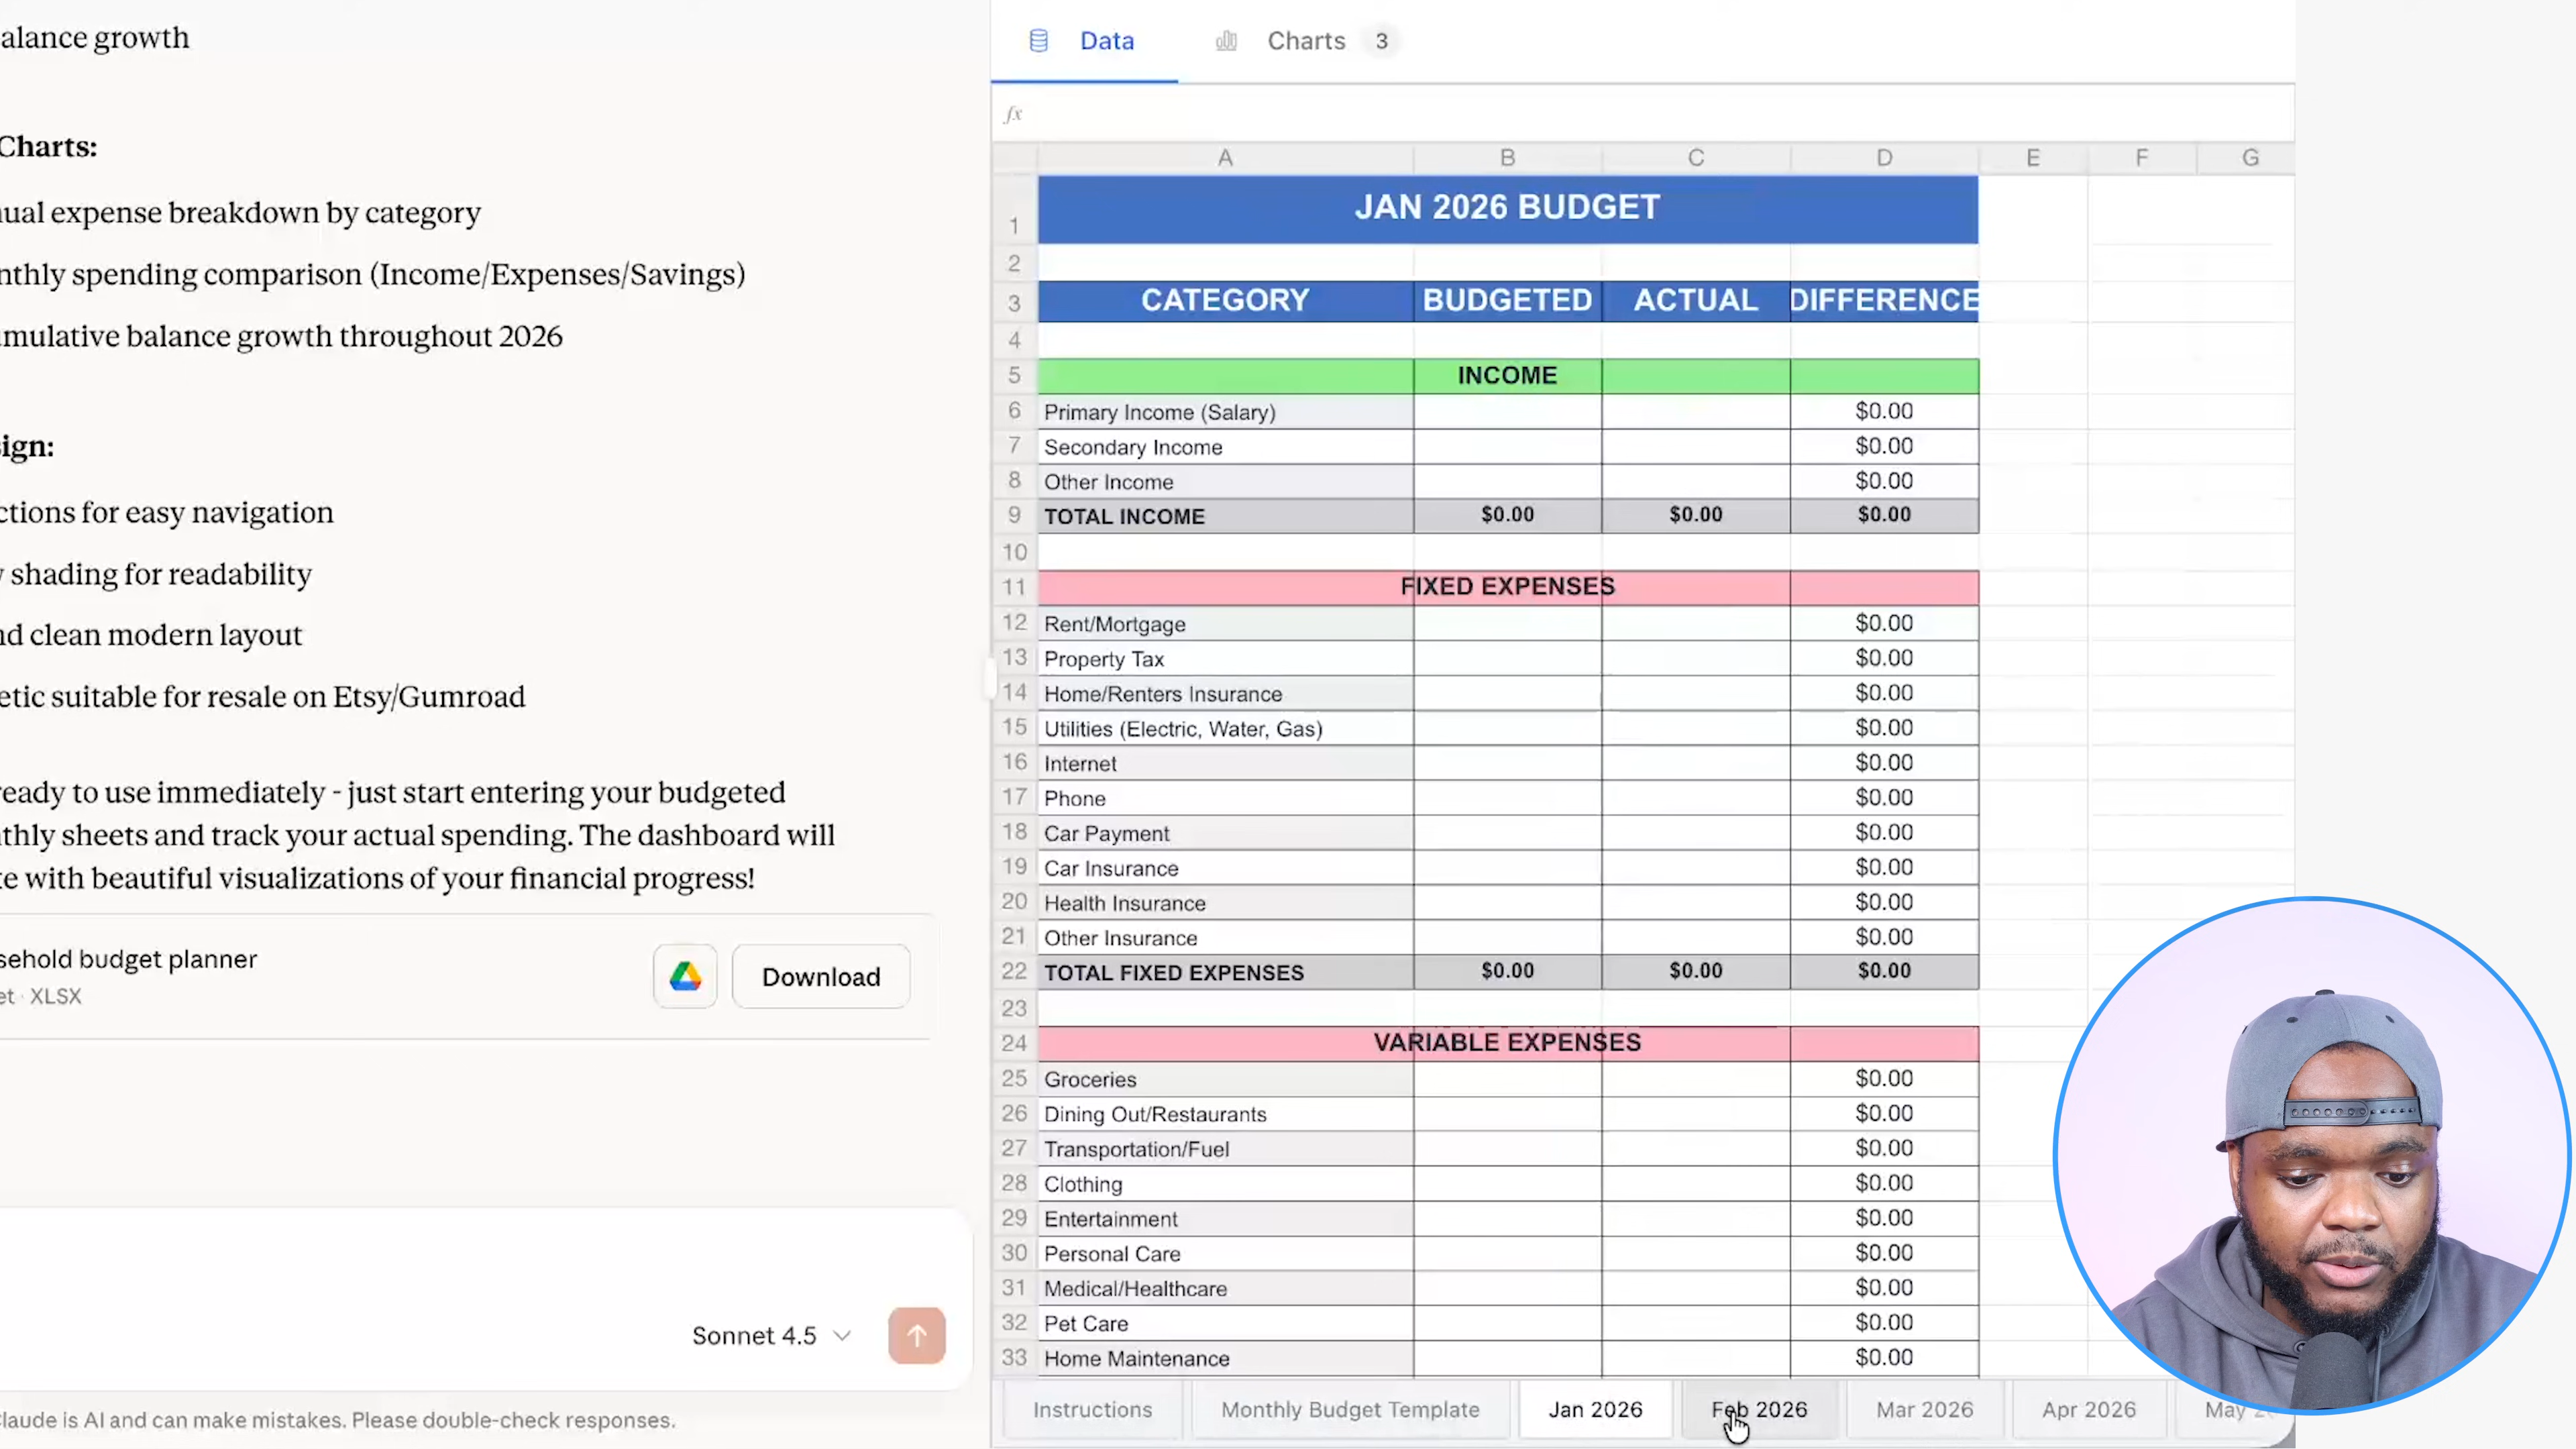 alance growth
Charts:
ual expense breakdown by category
nthly spending comparison (Income/Expenses/Savings)
umulative balance growth throughout 2026
ign:
ctions for easy navigation
shading for readability
nd clean modern layout
etic suitable for resale on Etsy/Gumroad
eady to use immediately - just start entering your budgeted
thly sheets and track your actual spending. The dashboard will
te with beautiful visualizations of your financial progress!
sehold budget planner
et · XLSX
Download
Sonnet 4.5
Claude is AI and can make mistakes. Please double-check responses.
Data Charts 3
fx
A B C D E F G
1 JAN 2026 BUDGET
2
3 CATEGORY BUDGETED ACTUAL DIFFERENCE
4
5 INCOME
6 Primary Income (Salary) $0.00
7 Secondary Income $0.00
8 Other Income $0.00
9 TOTAL INCOME $0.00 $0.00 $0.00
10
11 FIXED EXPENSES
12 Rent/Mortgage $0.00
13 Property Tax $0.00
14 Home/Renters Insurance $0.00
15 Utilities (Electric, Water, Gas) $0.00
16 Internet $0.00
17 Phone $0.00
18 Car Payment $0.00
19 Car Insurance $0.00
20 Health Insurance $0.00
21 Other Insurance $0.00
22 TOTAL FIXED EXPENSES $0.00 $0.00 $0.00
23
24 VARIABLE EXPENSES
25 Groceries $0.00
26 Dining Out/Restaurants $0.00
27 Transportation/Fuel $0.00
28 Clothing $0.00
29 Entertainment $0.00
30 Personal Care $0.00
31 Medical/Healthcare $0.00
32 Pet Care $0.00
33 Home Maintenance $0.00
Instructions Monthly Budget Template Jan 2026 Feb 2026 Mar 2026 Apr 2026 May